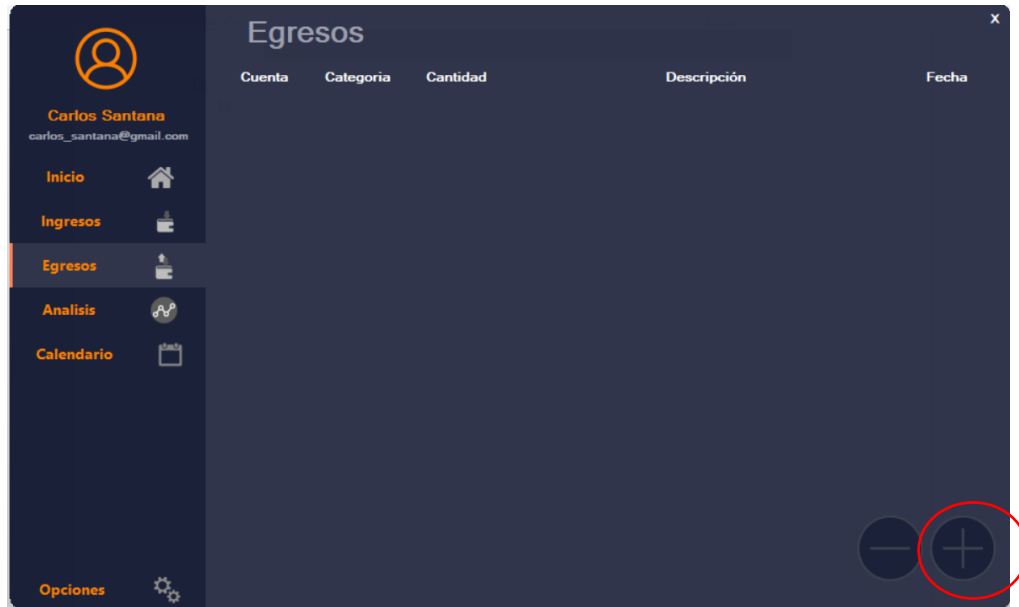 Egresos
x
Cuenta Categoria Cantidad Descripción Fecha
Carlos Santana
carlos_santana@gmail.com
Inicio
Ingresos
Egresos
Analisis
Calendario
Opciones